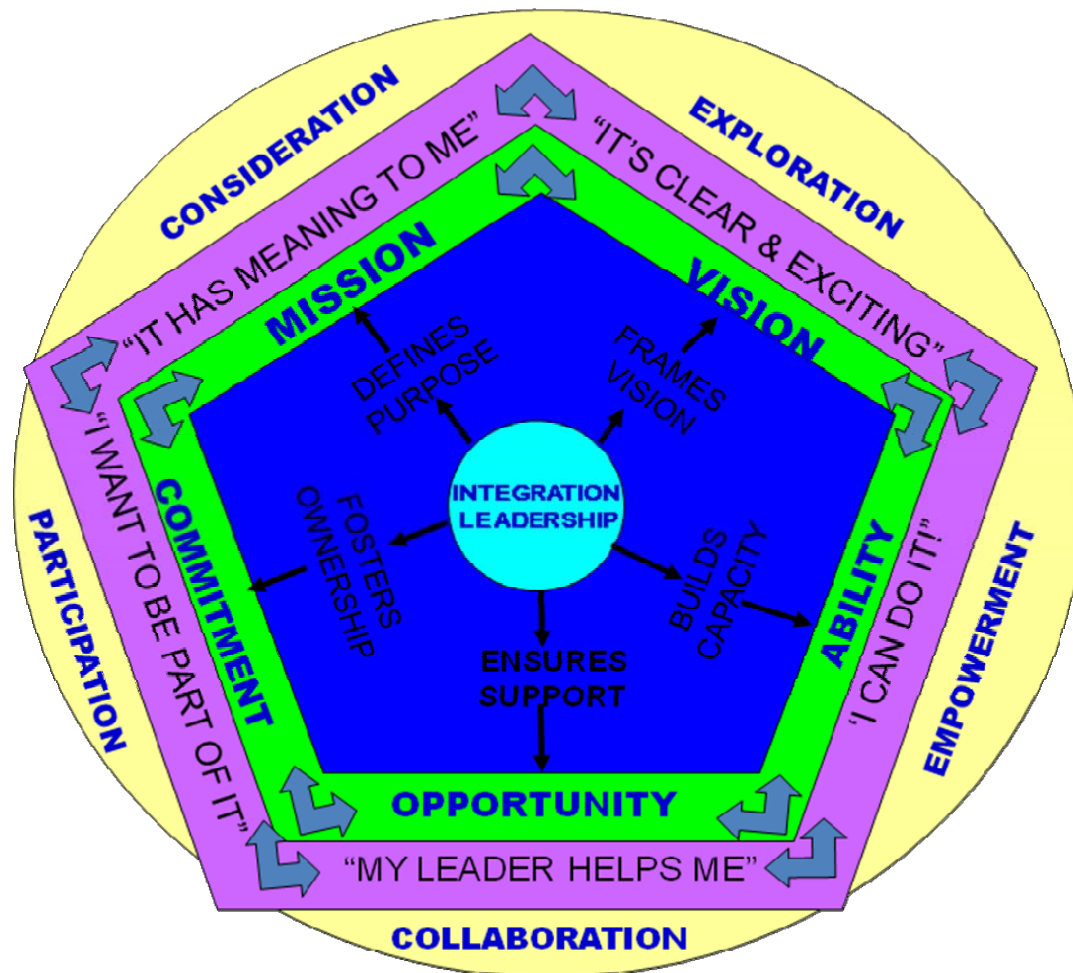 CONSIDERATION
EXPLORATION
"IT HAS MEANING TO ME"
"IT'S CLEAR & EXCITING"
MISSION
VISION
DEFINES
PURPOSE
FRAMES
VISION
INTEGRATION
LEADERSHIP
FOSTERS
OWNERSHIP
BUILDS
CAPACITY
ENSURES
SUPPORT
COMMITMENT
ABILITY
"I WANT TO BE PART OF IT"
'I CAN DO IT!"
PARTICIPATION
EMPOWERMENT
OPPORTUNITY
"MY LEADER HELPS ME"
COLLABORATION